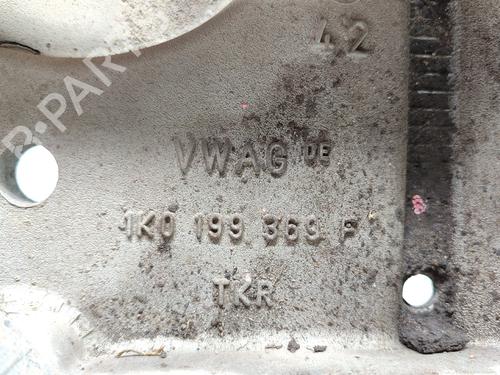 42
VWAG DE
1K0 199 369 F
TKR
B-PARTS